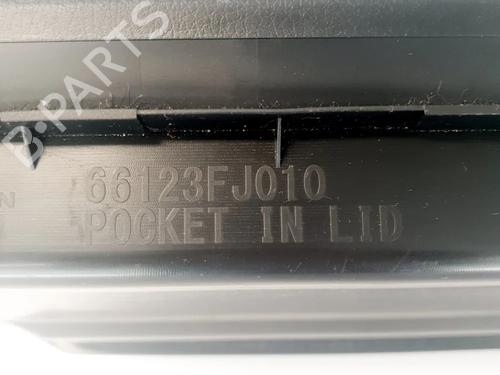 B-PARTS
66123FJ010
N
POCKET IN LID